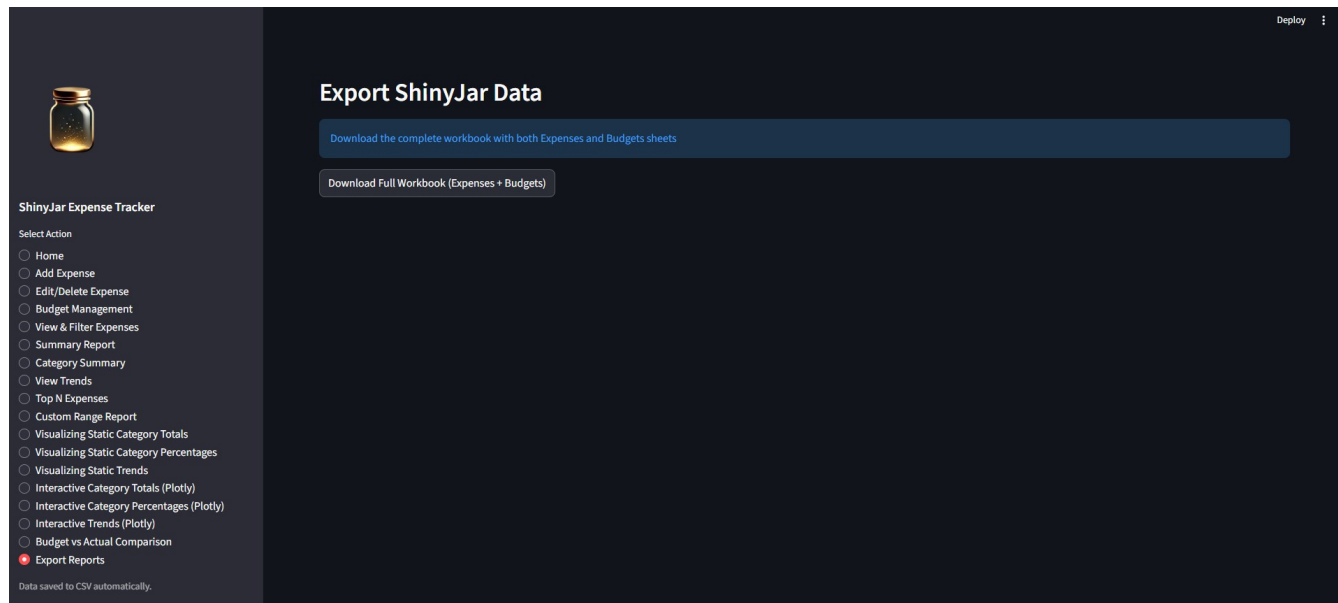 Deploy
Export ShinyJar Data
Download the complete workbook with both Expenses and Budgets sheets
Download Full Workbook (Expenses + Budgets)
ShinyJar Expense Tracker
Select Action
Home
Add Expense
Edit/Delete Expense
Budget Management
View & Filter Expenses
Summary Report
Category Summary
View Trends
Top N Expenses
Custom Range Report
Visualizing Static Category Totals
Visualizing Static Category Percentages
Visualizing Static Trends
Interactive Category Totals (Plotly)
Interactive Category Percentages (Plotly)
Interactive Trends (Plotly)
Budget vs Actual Comparison
Export Reports
Data saved to CSV automatically.